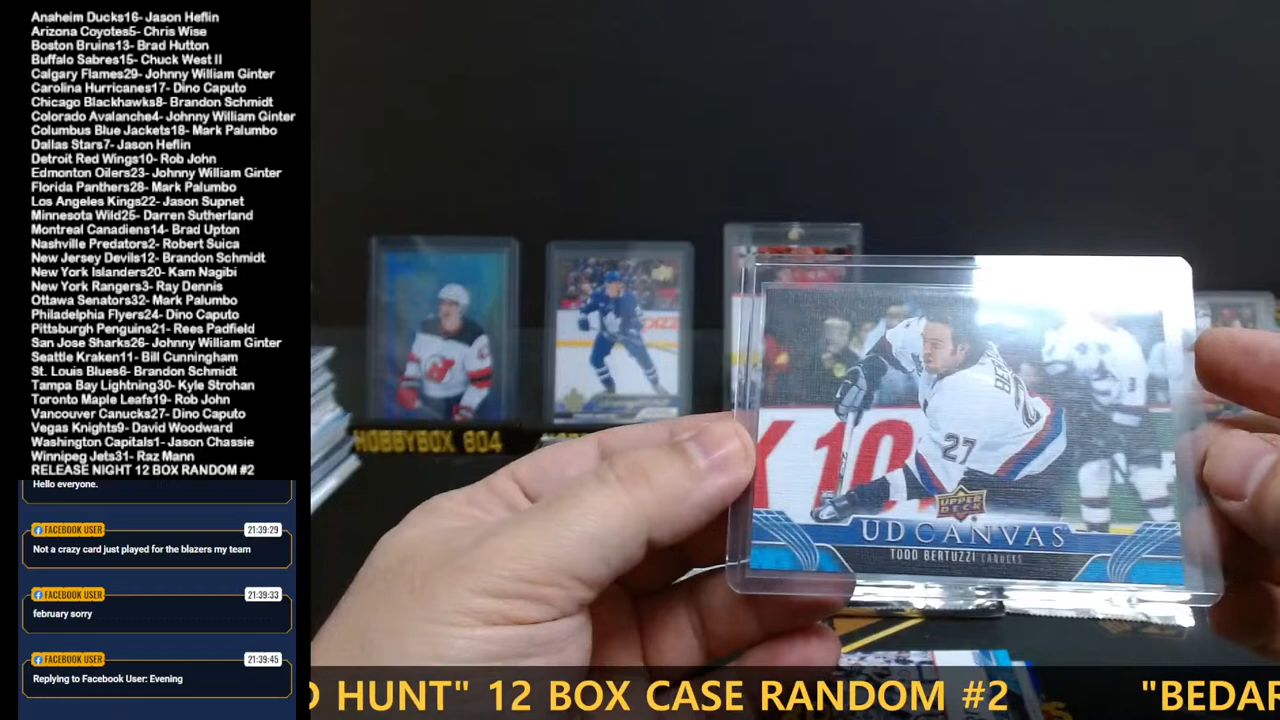 Anaheim Ducks16- Jason Heflin
Arizona Coyotes5- Chris Wise
Boston Bruins13- Brad Hutton
Buffalo Sabres15- Chuck West II
Calgary Flames29- Johnny William Ginter
Carolina Hurricanes17- Dino Caputo
Chicago Blackhawks8- Brandon Schmidt
Colorado Avalanche4- Johnny William Ginter
Columbus Blue Jackets18- Mark Palumbo
Dallas Stars7- Jason Heflin
Detroit Red Wings10- Rob John
Edmonton Oilers23- Johnny William Ginter
Florida Panthers28- Mark Palumbo
Los Angeles Kings22- Jason Supnet
Minnesota Wild25- Darren Sutherland
Montreal Canadiens14- Brad Upton
Nashville Predators2- Robert Suica
New Jersey Devils12- Brandon Schmidt
New York Islanders20- Kam Nagibi
New York Rangers3- Ray Dennis
Ottawa Senators32- Mark Palumbo
Philadelphia Flyers24- Dino Caputo
Pittsburgh Penguins21- Rees Padfield
San Jose Sharks26- Johnny William Ginter
Seattle Kraken11- Bill Cunningham
St. Louis Blues6- Brandon Schmidt
Tampa Bay Lightning30- Kyle Strohan
Toronto Maple Leafs19- Rob John
Vancouver Canucks27- Dino Caputo
Vegas Knights9- David Woodward
Washington Capitals1- Jason Chassie
Winnipeg Jets31- Raz Mann
RELEASE NIGHT 12 BOX RANDOM #2
Hello everyone.
FACEBOOK USER 21:39:29
Not a crazy card just played for the blazers my team
FACEBOOK USER 21:39:33
february sorry
FACEBOOK USER 21:39:45
Replying to Facebook User: Evening
HOBBYBOX 604
X 10
27
UPPER DECK
UD CANVAS
TODD BERTUZZI CANUCKS
D HUNT" 12 BOX CASE RANDOM #2 "BEDAR